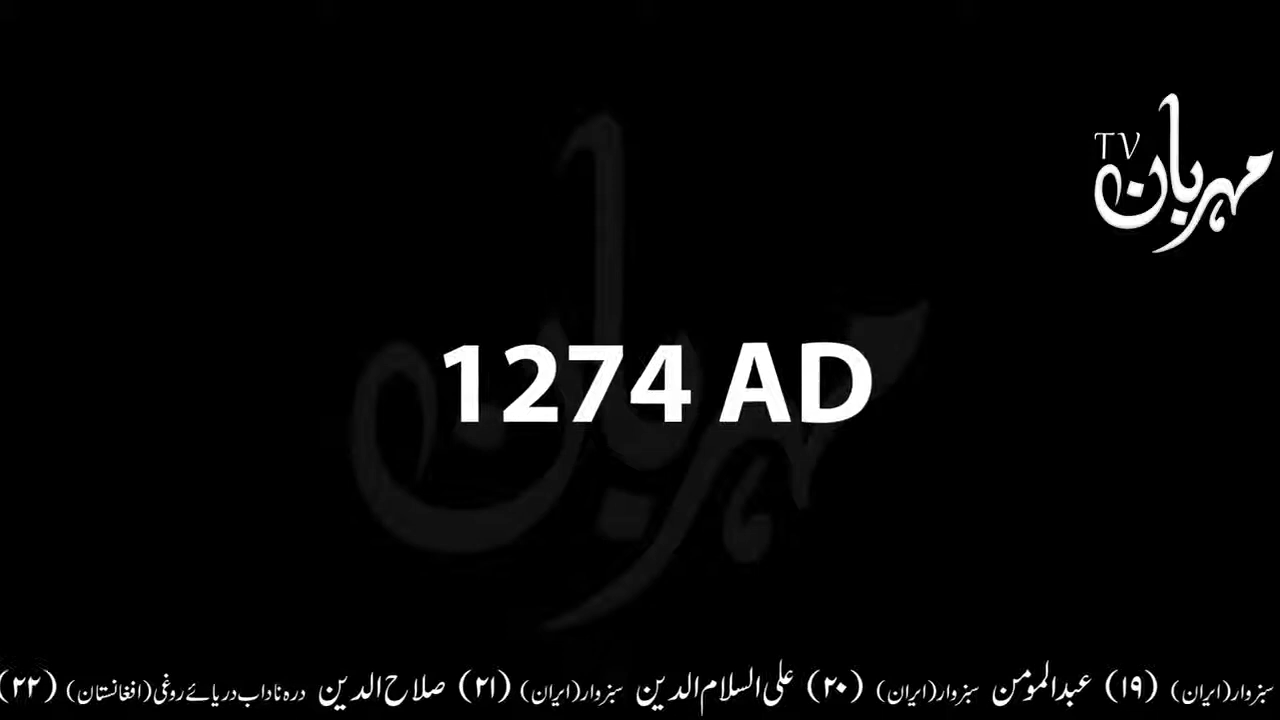 TV
مہربان
1274 AD
سبزوار(ایران) (۱۹) عبدالمومن سبزوار(ایران) (۲۰) علی السلام الدین سبزوار(ایران) (۲۱) صلاح الدین درہ ناداب دریائے روغی(افغانستان) (۲۲)